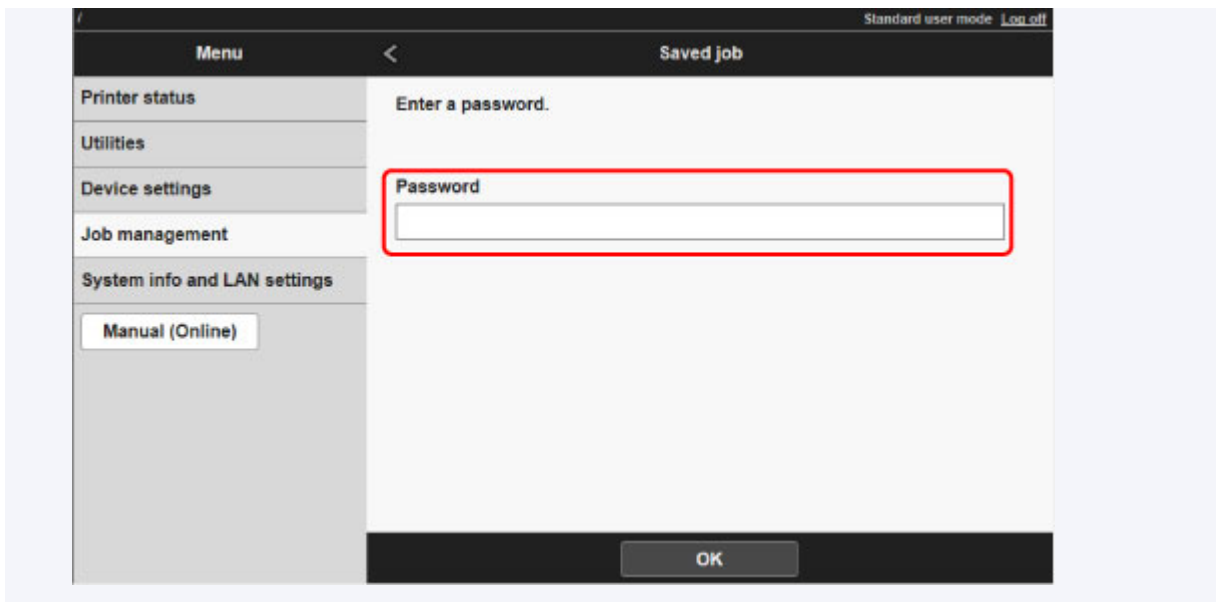 /
Standard user mode Log off
Menu
<
Saved job
Printer status
Utilities
Device settings
Job management
System info and LAN settings
Manual (Online)
Enter a password.
Password
OK